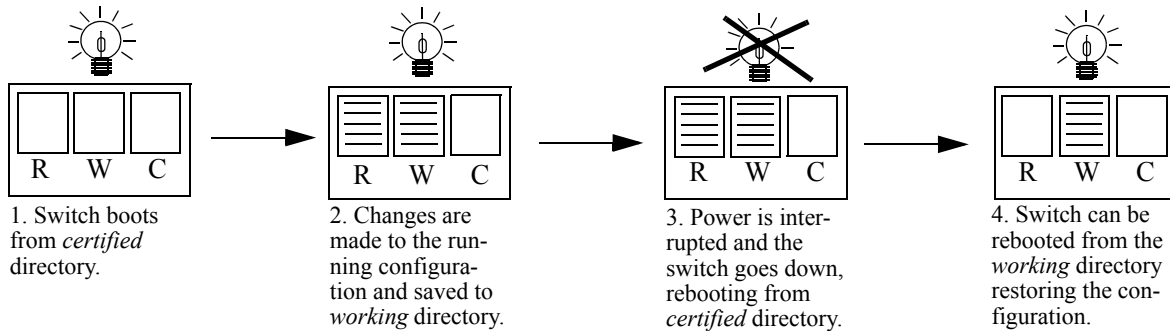 R W C
R W C
R W C
R W C
1. Switch boots
from certified
directory.
2. Changes are
made to the run-
ning configura-
tion and saved to
working directory.
3. Power is inter-
rupted and the
switch goes down,
rebooting from
certified directory.
4. Switch can be
rebooted from the
working directory
restoring the con-
figuration.